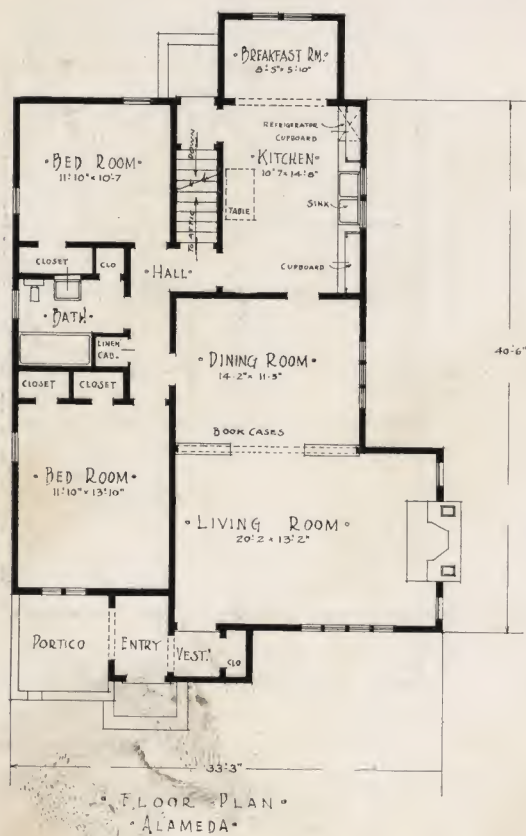 • BREAKFAST RM. •
8'-5" × 5'-10"
REFRIGERATOR
CUPBOARD
• KITCHEN •
10'-7 × 14'-8"
DOWN
TO ATTIC
TABLE
SINK
CUPBOARD
• BED ROOM •
11'-10" × 10'-7
CLOSET
CLO
• HALL •
• BATH •
LINEN
CAB.
CLOSET
CLOSET
• DINING ROOM •
14'-2" × 11'-3"
BOOK CASES
40'-6"
• BED ROOM •
11'-10" × 13'-10"
• LIVING ROOM •
20'-2 × 13'-2"
PORTICO
ENTRY
VEST.
CLO
33'-3"
• FLOOR PLAN •
• ALAMEDA •